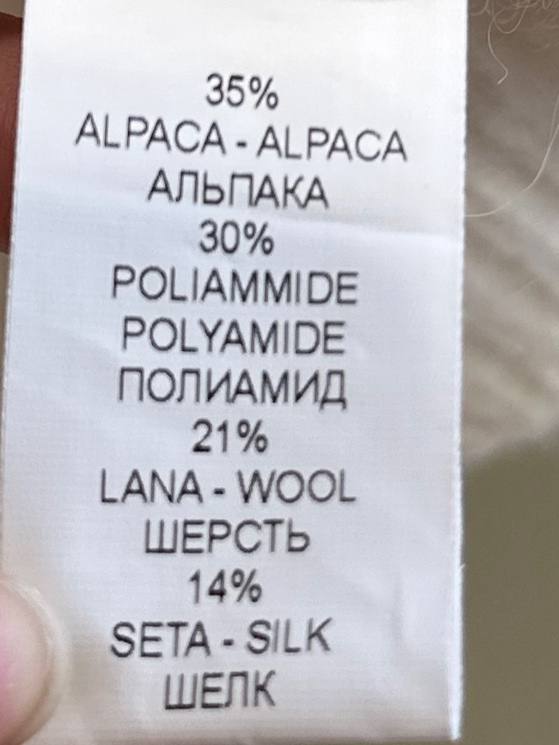 35%
ALPACA - ALPACA
АЛЬПАКА
30%
POLIAMMIDE
POLYAMIDE
ПОЛИАМИД
21%
LANA - WOOL
ШЕРСТЬ
14%
SETA - SILK
ШЕЛК